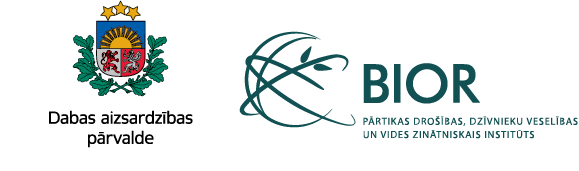 Dabas aizsardzības
pārvalde
BIOR
PĀRTIKAS DROŠĪBAS, DZĪVNIEKU VESELĪBAS
UN VIDES ZINĀTNISKAIS INSTITŪTS